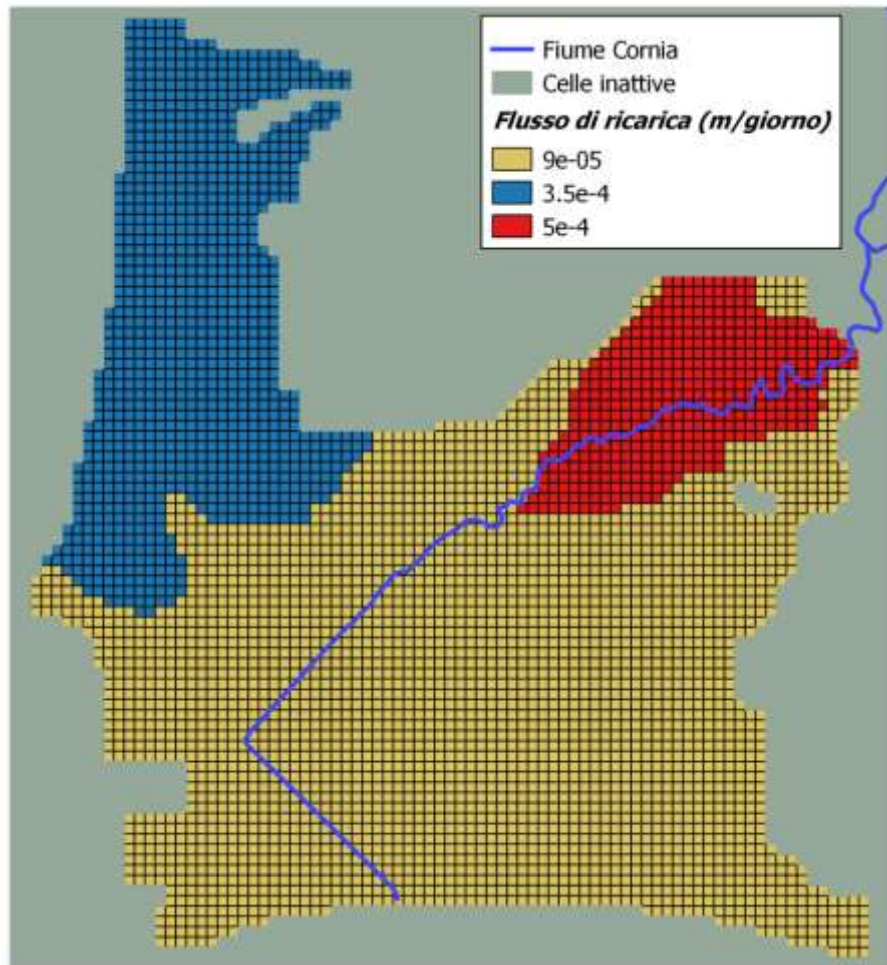 Fiume Cornia
Celle inattive
Flusso di ricarica (m/giorno)
9e-05
3.5e-4
5e-4